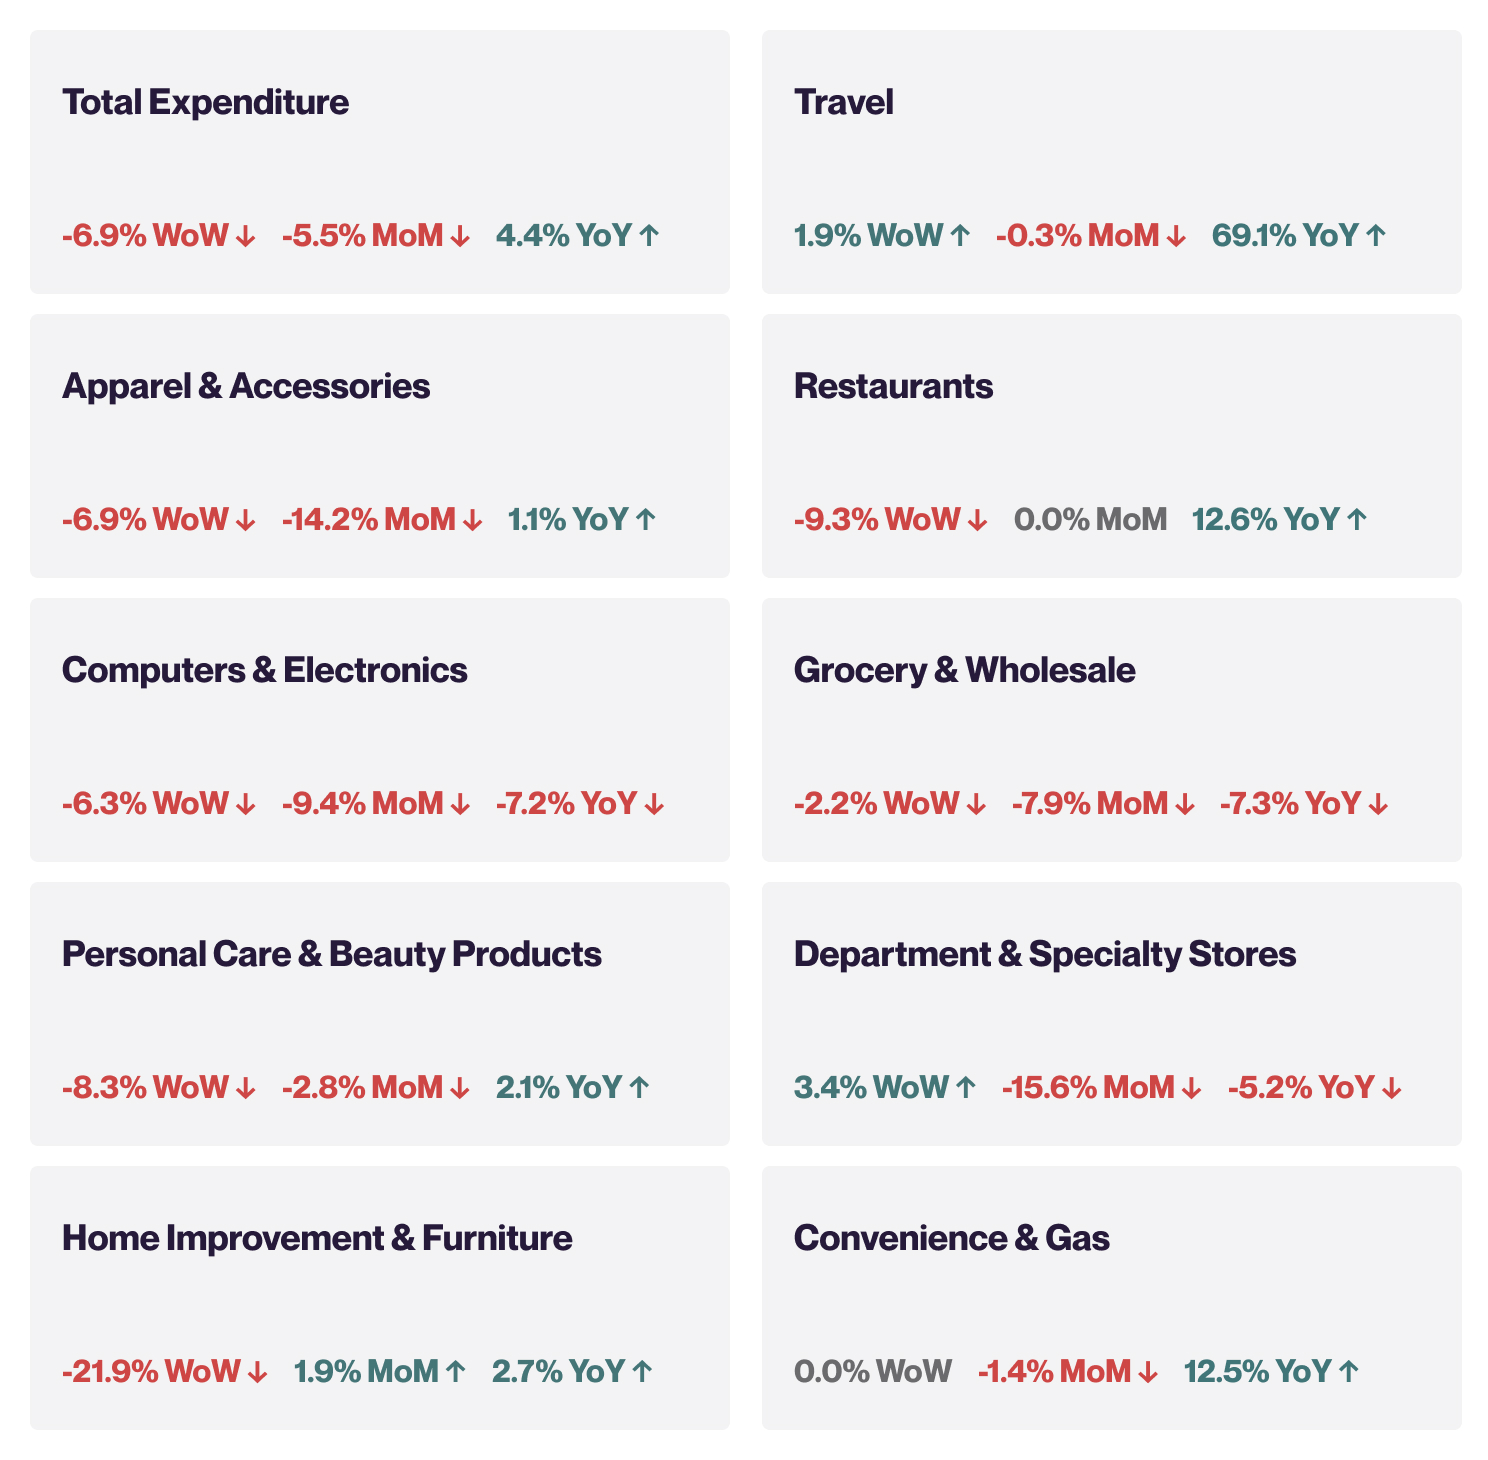 Total Expenditure
-6.9% WoW ↓ -5.5% MoM ↓ 4.4% YoY ↑
Travel
1.9% WoW ↑ -0.3% MoM ↓ 69.1% YoY ↑
Apparel & Accessories
-6.9% WoW ↓ -14.2% MoM ↓ 1.1% YoY ↑
Restaurants
-9.3% WoW ↓ 0.0% MoM 12.6% YoY ↑
Computers & Electronics
-6.3% WoW ↓ -9.4% MoM ↓ -7.2% YoY ↓
Grocery & Wholesale
-2.2% WoW ↓ -7.9% MoM ↓ -7.3% YoY ↓
Personal Care & Beauty Products
-8.3% WoW ↓ -2.8% MoM ↓ 2.1% YoY ↑
Department & Specialty Stores
3.4% WoW ↑ -15.6% MoM ↓ -5.2% YoY ↓
Home Improvement & Furniture
-21.9% WoW ↓ 1.9% MoM ↑ 2.7% YoY ↑
Convenience & Gas
0.0% WoW -1.4% MoM ↓ 12.5% YoY ↑